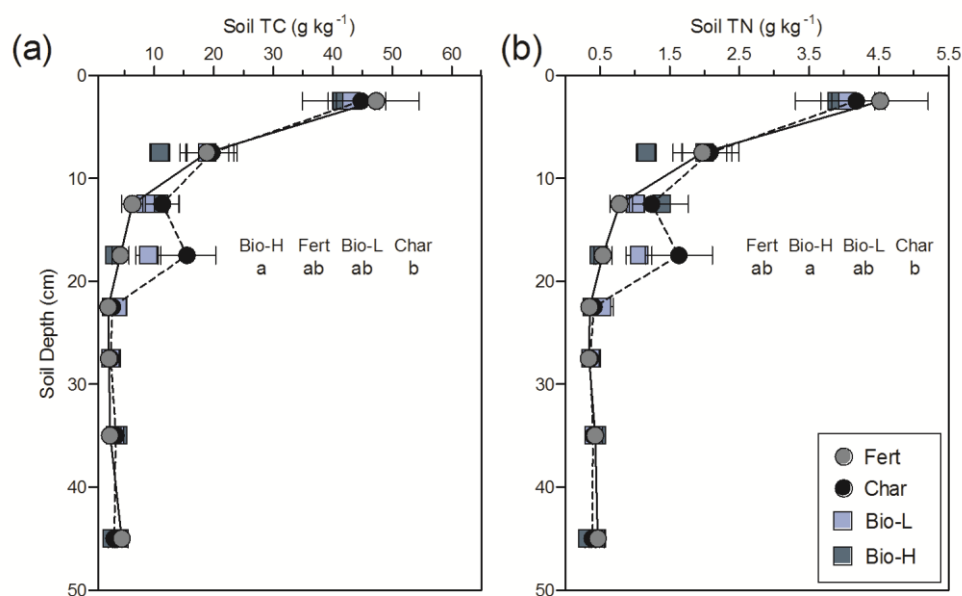 (a)
Soil TC (g kg-1)
10 20 30 40 50 60
0
10
20
30
40
50
Soil Depth (cm)
Bio-H Fert Bio-L Char
a ab ab b
(b)
Soil TN (g kg-1)
0.5 1.5 2.5 3.5 4.5 5.5
0
10
20
30
40
50
Fert Bio-H Bio-L Char
ab a ab b
Fert
Char
Bio-L
Bio-H